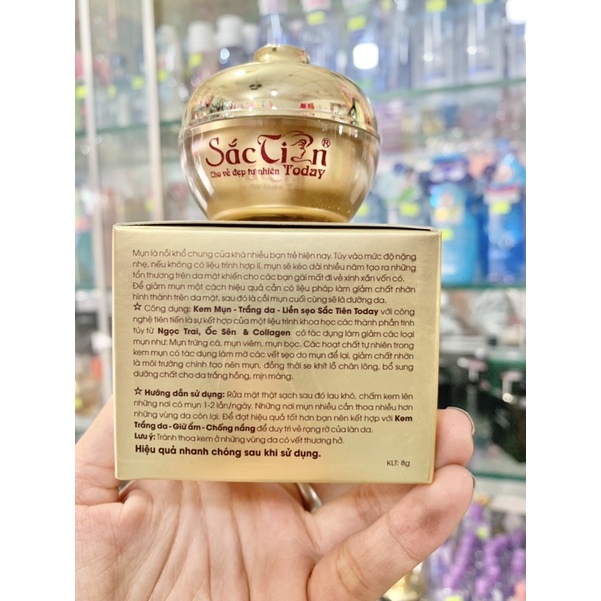 Sắc Tiên®
Cho vẻ đẹp tự nhiên Today
Mụn là nỗi khổ chung của khá nhiều bạn trẻ hiện nay. Tùy vào mức độ nặng
nhẹ, nếu không có liệu trình hợp lí, mụn sẽ kéo dài nhiều năm tạo ra những
tổn thương trên da mặt khiến cho các bạn gái mất đi vẻ xinh xắn vốn có.
Để giảm mụn một cách hiệu quả cần có liệu pháp làm giảm chất nhờn
hình thành trên da mặt, sau đó là cồi mụn cuối cùng sẽ là dưỡng da.
☆ Công dụng: Kem Mụn - Trắng da - Liền sẹo Sắc Tiên Today với công
nghệ tiên tiến là sự kết hợp của một liệu trình khoa học các thành phần tinh
túy từ Ngọc Trai, Ốc Sên & Collagen có tác dụng làm giảm các loại
mụn như: Mụn trứng cá, mụn viêm, mụn bọc. Các hoạt chất tự nhiên trong
kem mụn có tác dụng làm mờ các vết sẹo do mụn để lại, giảm chất nhờn
là môi trường chính tạo nên mụn, đồng thời se khít lỗ chân lông, bổ sung
dưỡng chất cho da trắng hồng, mịn màng.
☆ Hướng dẫn sử dụng: Rửa mặt thật sạch sau đó lau khô, chấm kem lên
những nơi có mụn 1-2 lần/ngày. Những nơi mụn nhiều cần thoa nhiều hơn
những vùng da còn lại. Để đạt hiệu quả tốt hơn bạn nên kết hợp với Kem
Trắng da - Giữ ẩm - Chống nắng để duy trì vẻ rạng rỡ của làn da.
Lưu ý: Tránh thoa kem ở những vùng da có vết thương hở.
Hiệu quả nhanh chóng sau khi sử dụng.
KLT: 8g